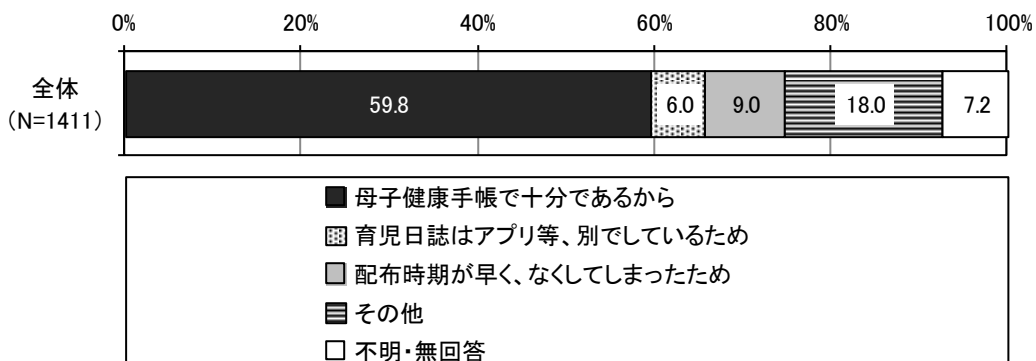 0% 20% 40% 60% 80% 100%
全体
(N=1411)
59.8 6.0 9.0 18.0 7.2
母子健康手帳で十分であるから
育児日誌はアプリ等、別でしているため
配布時期が早く、なくしてしまったため
その他
不明・無回答